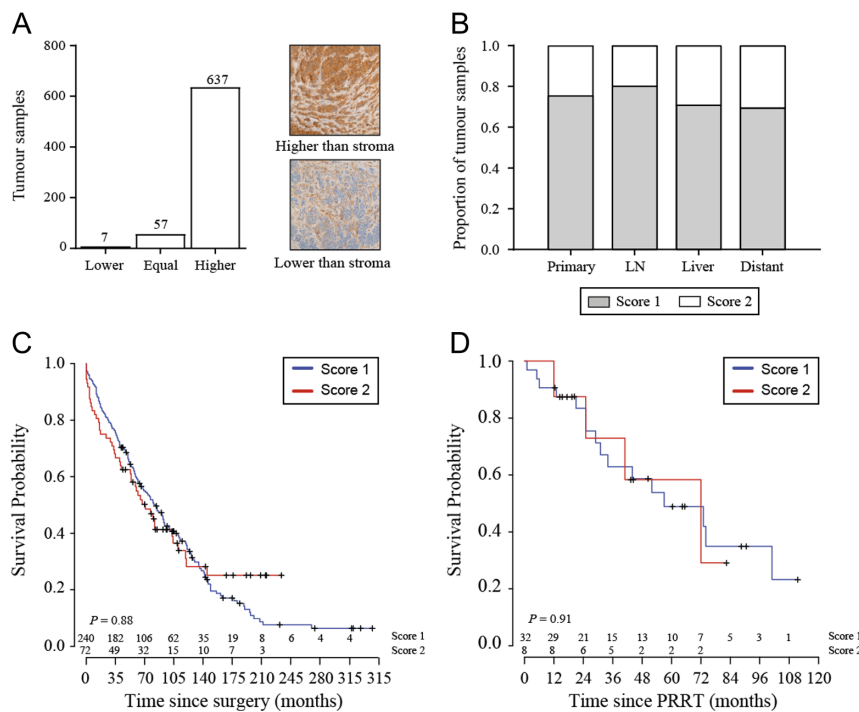 A
Tumour samples
800
600
400
200
0
7
57
637
Lower Equal Higher
Higher than stroma
Lower than stroma
B
Proportion of tumour samples
1.0
0.8
0.6
0.4
0.2
0.0
Primary LN Liver Distant
Score 1 Score 2
C
Survival Probability
1.0
0.8
0.6
0.4
0.2
0.0
Score 1
Score 2
P = 0.88
240 182 106 62 35 19 8 6 4 4 Score 1
72 49 32 15 10 7 3 Score 2
0 35 70 105 140 175 210 245 280 315 315
Time since surgery (months)
D
Survival Probability
1.0
0.8
0.6
0.4
0.2
0.0
Score 1
Score 2
P = 0.91
32 29 21 15 13 10 7 5 3 1 Score 1
8 8 6 5 2 2 2 Score 2
0 12 24 36 48 60 72 84 96 108 120
Time since PRRT (months)